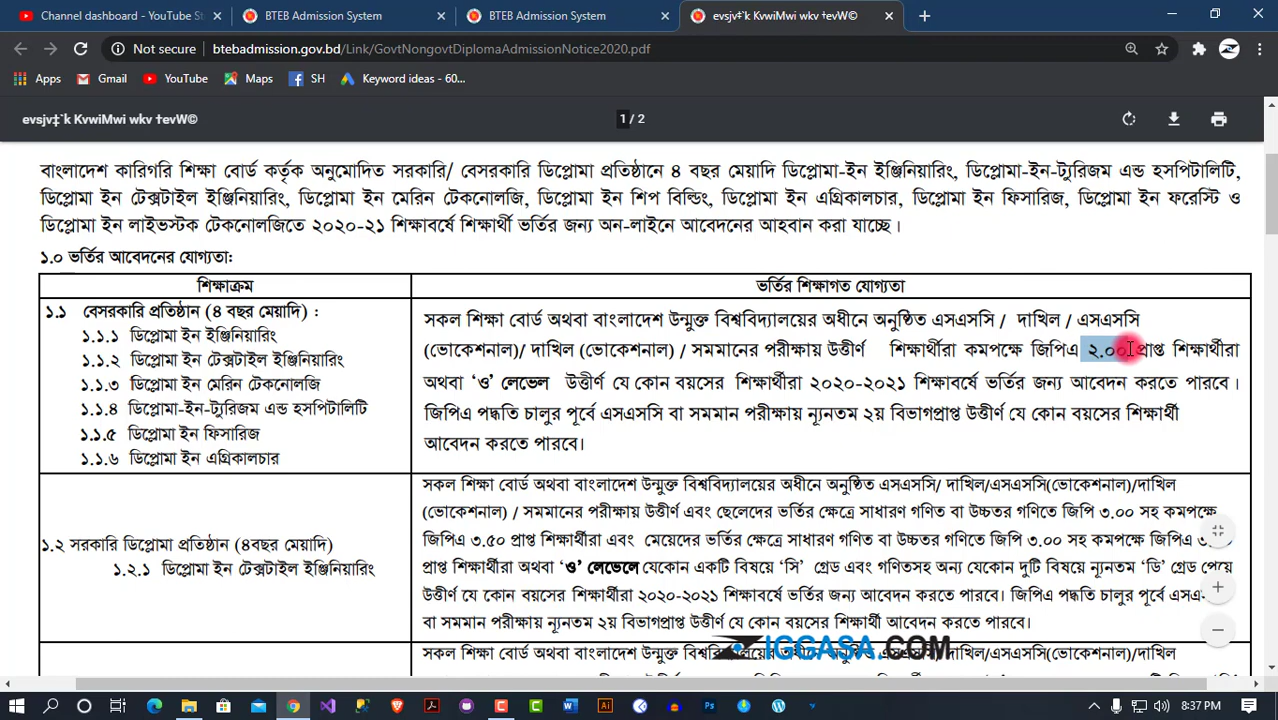 Channel dashboard - YouTube St
BTEB Admission System
BTEB Admission System
evsjv‡`k KvwiMwi wkv †evW©
Not secure
btebadmission.gov.bd/Link/GovtNongovtDiplomaAdmissionNotice2020.pdf
Apps
Gmail
YouTube
Maps
SH
Keyword ideas - 60...
evsjv‡`k KvwiMwi wkv †evW©
1 / 2
বাংলাদেশ কারিগরি শিক্ষা বোর্ড কর্তৃক অনুমোদিত সরকারি/ বেসরকারি ডিপ্লোমা প্রতিষ্ঠানে ৪ বছর মেয়াদি ডিপ্লোমা-ইন ইঞ্জিনিয়ারিং, ডিপ্লোমা-ইন-ট্যুরিজম এন্ড হসপিটালিটি,
ডিপ্লোমা ইন টেক্সটাইল ইঞ্জিনিয়ারিং, ডিপ্লোমা ইন মেরিন টেকনোলজি, ডিপ্লোমা ইন শিপ বিল্ডিং, ডিপ্লোমা ইন এগ্রিকালচার, ডিপ্লোমা ইন ফিসারিজ, ডিপ্লোমা ইন ফরেস্টি ও
ডিপ্লোমা ইন লাইভস্টক টেকনোলজিতে ২০২০-২১ শিক্ষাবর্ষে শিক্ষার্থী ভর্তির জন্য অন-লাইনে আবেদনের আহবান করা যাচ্ছে।
১.০ ভর্তির আবেদনের যোগ্যতা:
শিক্ষাক্রম
ভর্তির শিক্ষাগত যোগ্যতা
১.১ বেসরকারি প্রতিষ্ঠান (৪ বছর মেয়াদি) :
১.১.১ ডিপ্লোমা ইন ইঞ্জিনিয়ারিং
১.১.২ ডিপ্লোমা ইন টেক্সটাইল ইঞ্জিনিয়ারিং
১.১.৩ ডিপ্লোমা ইন মেরিন টেকনোলজি
১.১.৪ ডিপ্লোমা-ইন-ট্যুরিজম এন্ড হসপিটালিটি
১.১.৫ ডিপ্লোমা ইন ফিসারিজ
১.১.৬ ডিপ্লোমা ইন এগ্রিকালচার
সকল শিক্ষা বোর্ড অথবা বাংলাদেশ উন্মুক্ত বিশ্ববিদ্যালয়ের অধীনে অনুষ্ঠিত এসএসসি / দাখিল / এসএসসি
(ভোকেশনাল)/ দাখিল (ভোকেশনাল) / সমমানের পরীক্ষায় উত্তীর্ণ শিক্ষার্থীরা কমপক্ষে জিপিএ ২.০০ প্রাপ্ত শিক্ষার্থীরা
অথবা ‘ও’ লেভেল উত্তীর্ণ যে কোন বয়সের শিক্ষার্থীরা ২০২০-২০২১ শিক্ষাবর্ষে ভর্তির জন্য আবেদন করতে পারবে।
জিপিএ পদ্ধতি চালুর পূর্বে এসএসসি বা সমমান পরীক্ষায় ন্যূনতম ২য় বিভাগপ্রাপ্ত উত্তীর্ণ যে কোন বয়সের শিক্ষার্থী
আবেদন করতে পারবে।
১.২ সরকারি ডিপ্লোমা প্রতিষ্ঠান (৪বছর মেয়াদি)
১.২.১ ডিপ্লোমা ইন টেক্সটাইল ইঞ্জিনিয়ারিং
সকল শিক্ষা বোর্ড অথবা বাংলাদেশ উন্মুক্ত বিশ্ববিদ্যালয়ের অধীনে অনুষ্ঠিত এসএসসি/ দাখিল/এসএসসি(ভোকেশনাল)/দাখিল
(ভোকেশনাল) / সমমানের পরীক্ষায় উত্তীর্ণ এবং ছেলেদের ভর্তির ক্ষেত্রে সাধারণ গণিত বা উচ্চতর গণিতে জিপি ৩.০০ সহ কমপক্ষে
জিপিএ ৩.৫০ প্রাপ্ত শিক্ষার্থীরা এবং মেয়েদের ভর্তির ক্ষেত্রে সাধারণ গণিত বা উচ্চতর গণিতে জিপি ৩.০০ সহ কমপক্ষে জিপিএ
প্রাপ্ত শিক্ষার্থীরা অথবা ‘ও’ লেভেলে যেকোন একটি বিষয়ে ‘সি’ গ্রেড এবং গণিতসহ অন্য যেকোন দুটি বিষয়ে ন্যূনতম ‘ডি’ গ্রেড পেয়ে
উত্তীর্ণ যে কোন বয়সের শিক্ষার্থীরা ২০২০-২০২১ শিক্ষাবর্ষে ভর্তির জন্য আবেদন করতে পারবে। জিপিএ পদ্ধতি চালুর পূর্বে
বা সমমান পরীক্ষায় ন্যূনতম ২য় বিভাগপ্রাপ্ত উত্তীর্ণ যে কোন বয়সের শিক্ষার্থী আবেদন করতে পারবে।
সকল শিক্ষা বোর্ড অথবা বাংলাদেশ উন্মুক্ত বিশ্ববিদ্যালয়ের অধীনে অনুষ্ঠিত এসএসসি/ দাখিল/এসএসসি(ভোকেশনাল)/দাখিল
IGGASA.COM
8:37 PM